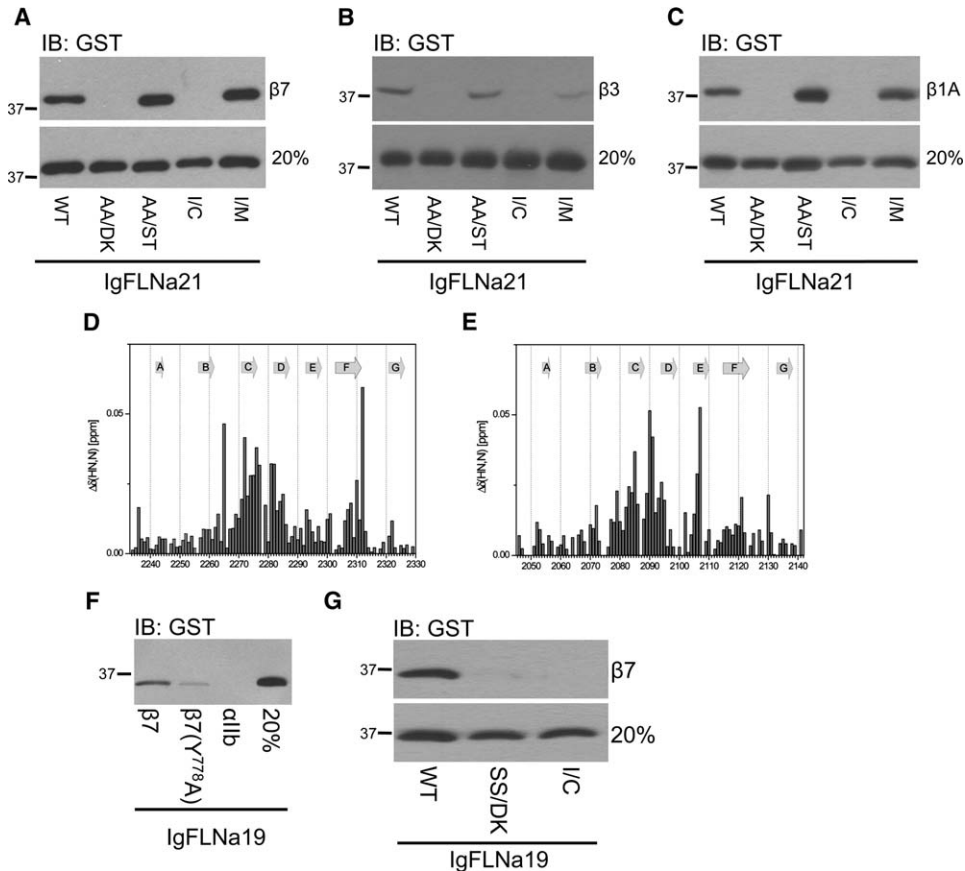 A
IB: GST
37
β7
37
20%
WT
AA/DK
AA/ST
I/C
I/M
IgFLNa21
B
IB: GST
37
β3
37
20%
WT
AA/DK
AA/ST
I/C
I/M
IgFLNa21
C
IB: GST
37
β1A
37
20%
WT
AA/DK
AA/ST
I/C
I/M
IgFLNa21
D
A B C D E F G
Δδ(HN,N) [ppm]
0.05
0.00
2240 2250 2260 2270 2280 2290 2300 2310 2320 2330
E
A B C D E F G
Δδ(HN,N) [ppm]
0.05
0.00
2050 2060 2070 2080 2090 2100 2110 2120 2130 2140
F
IB: GST
37
β7
β7(Y778A)
αIIb
20%
IgFLNa19
G
IB: GST
37
β7
37
20%
WT
SS/DK
I/C
IgFLNa19